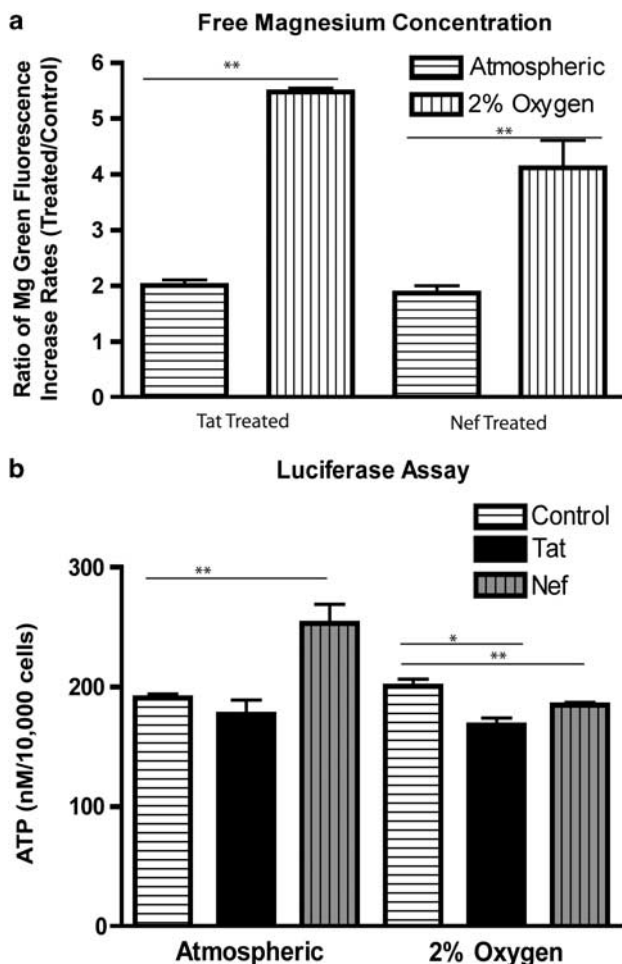 a
Free Magnesium Concentration
Ratio of Mg Green Fluorescence
Increase Rates (Treated/Control)
6
5
4
3
2
1
0
**
Atmospheric
2% Oxygen
**
Tat Treated
Nef Treated
b
Luciferase Assay
Control
Tat
Nef
ATP (nM/10,000 cells)
300
200
100
0
**
*
**
Atmospheric
2% Oxygen